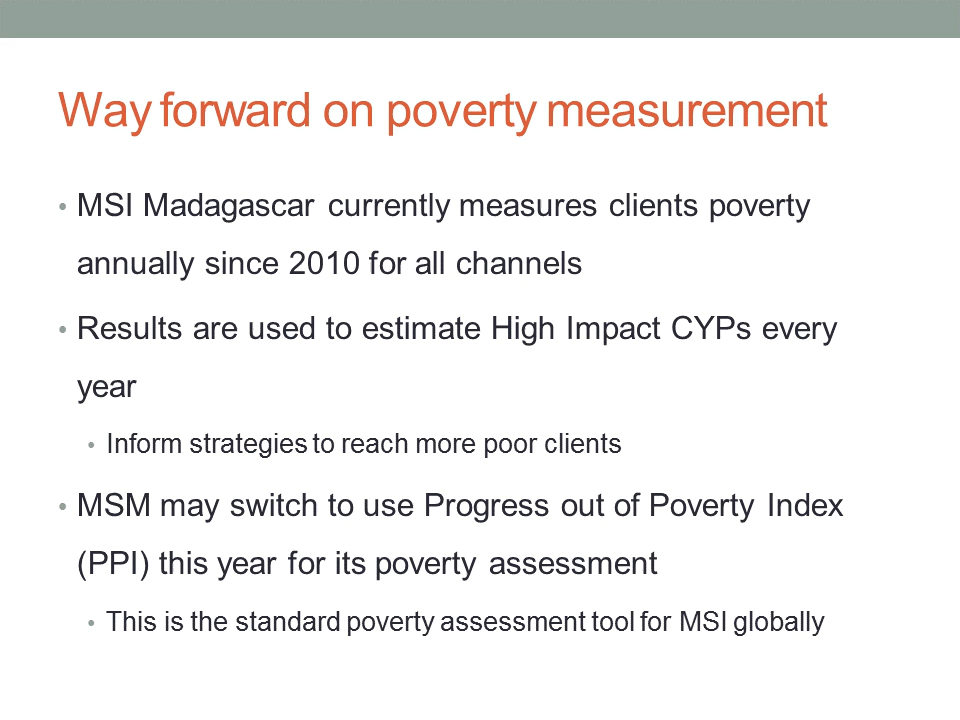 Way forward on poverty measurement
• MSI Madagascar currently measures clients poverty
annually since 2010 for all channels
• Results are used to estimate High Impact CYPs every
year
• Inform strategies to reach more poor clients
• MSM may switch to use Progress out of Poverty Index
(PPI) this year for its poverty assessment
• This is the standard poverty assessment tool for MSI globally